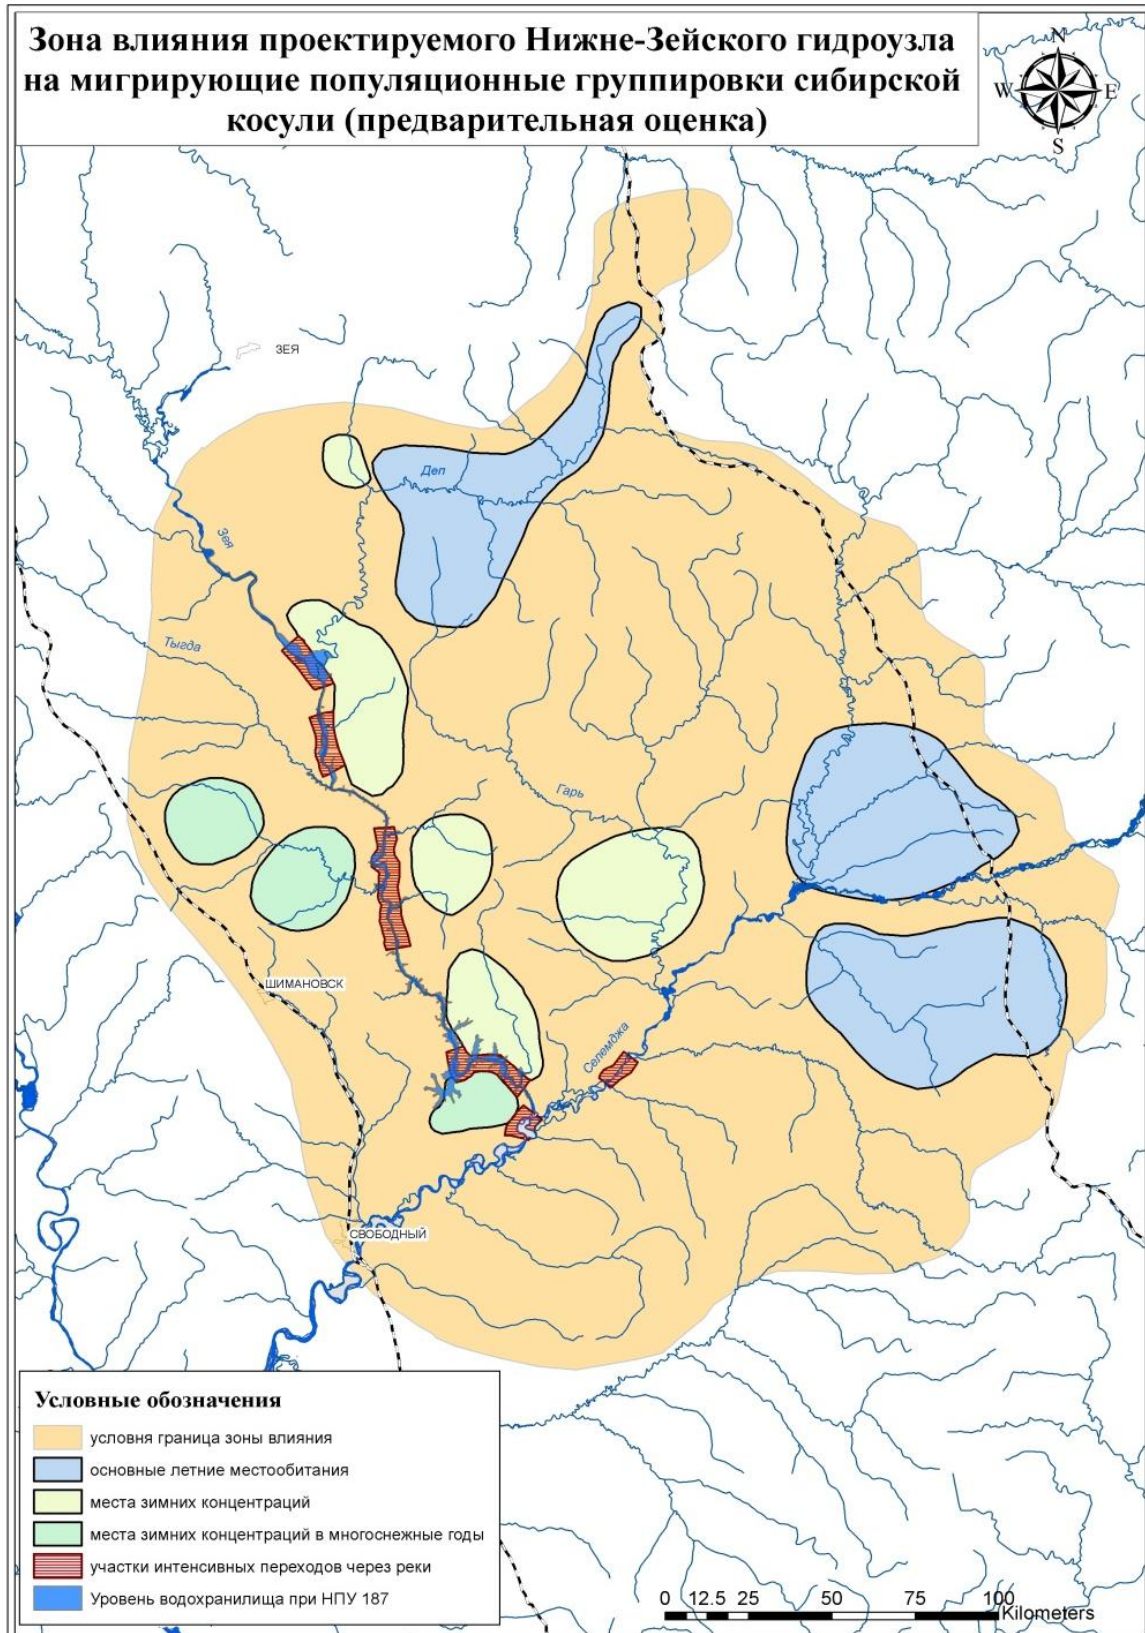 Зона влияния проектируемого Нижне-Зейского гидроузла
на мигрирующие популяционные группировки сибирской
косули (предварительная оценка)
N
W
E
S
ЗЕЯ
Деп
Зея
Тыгда
Гарь
ШИМАНОВСК
Селемджа
СВОБОДНЫЙ
Условные обозначения
условня граница зоны влияния
основные летние местообитания
места зимних концентраций
места зимних концентраций в многоснежные годы
участки интенсивных переходов через реки
Уровень водохранилища при НПУ 187
0 12.5 25 50 75 100
Kilometers